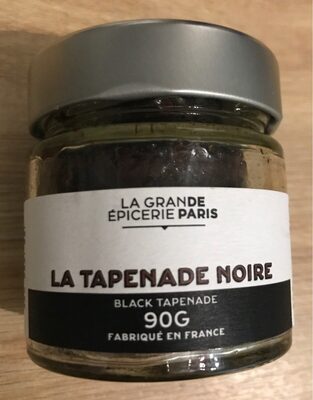 LA GRANDE
ÉPICERIE PARIS
LA TAPENADE NOIRE
BLACK TAPENADE
90G
FABRIQUÉ EN FRANCE